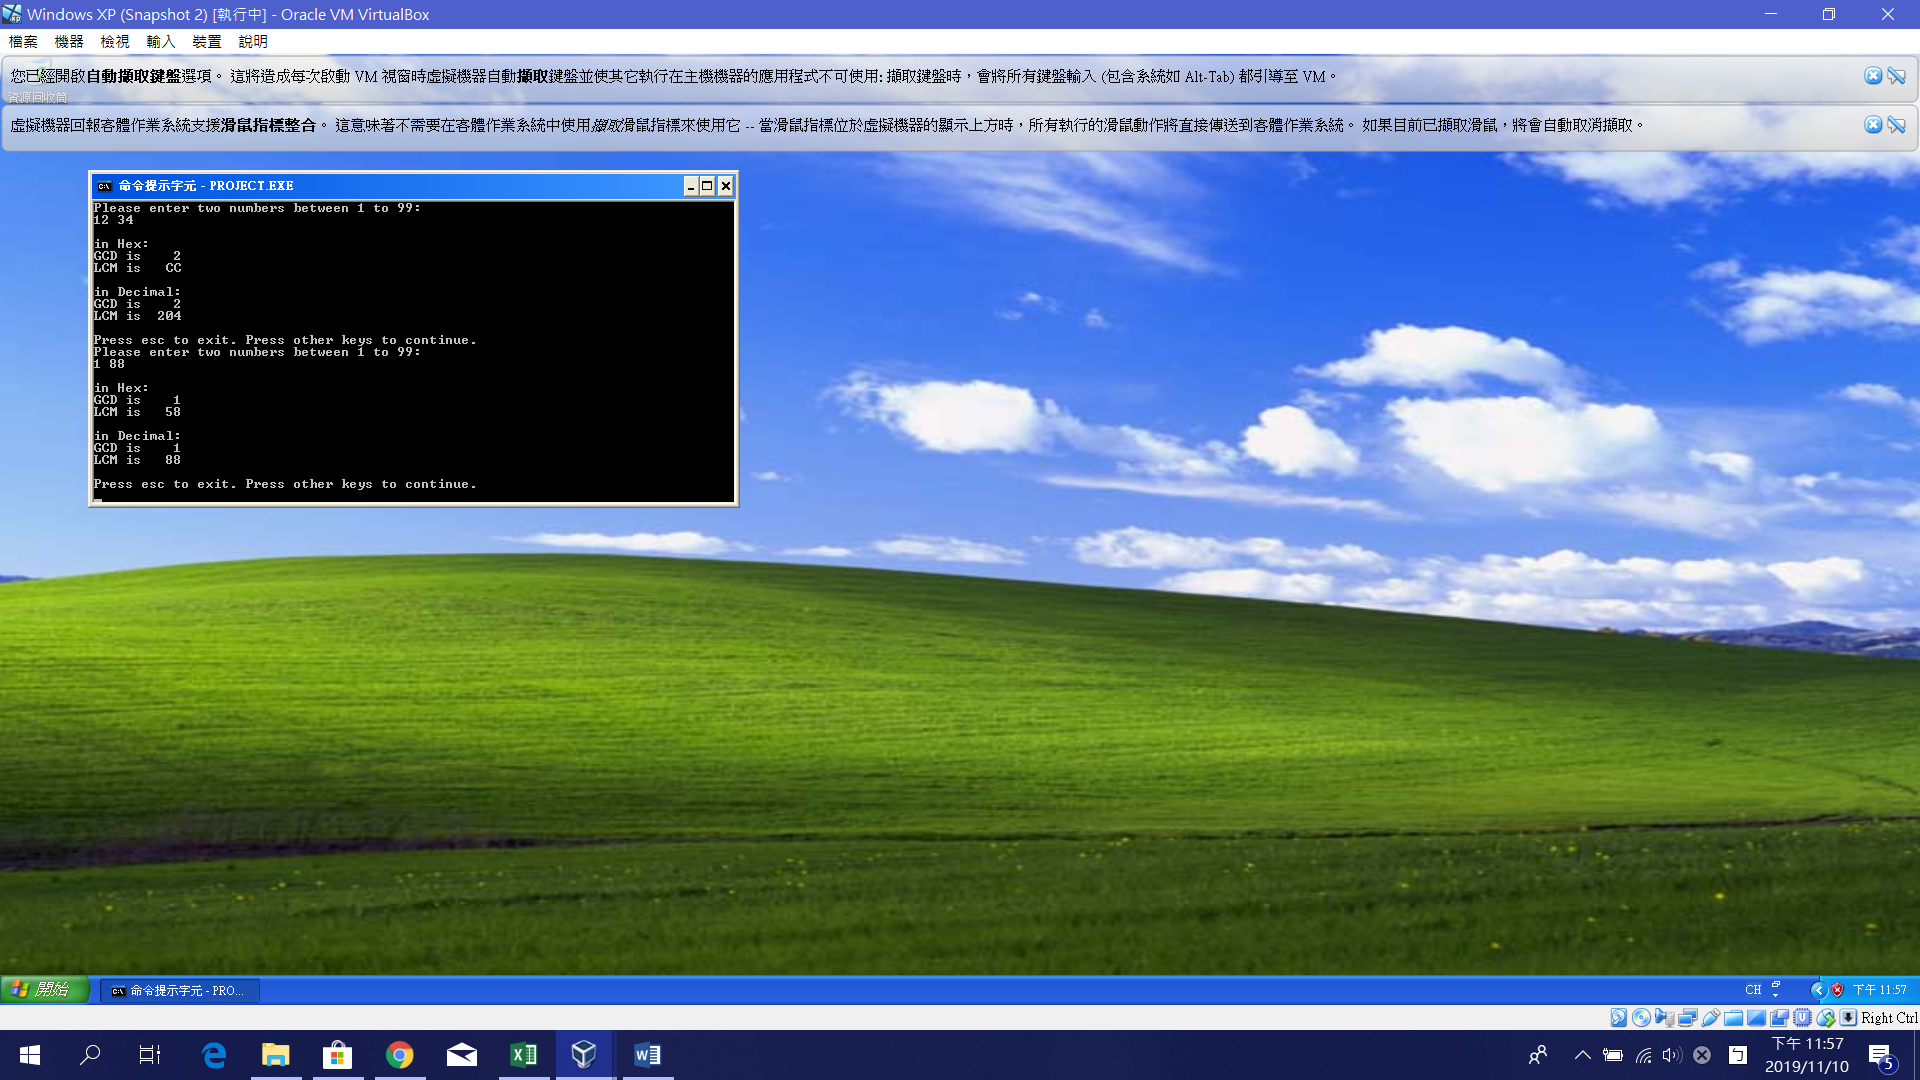 Windows XP (Snapshot 2) [執行中] - Oracle VM VirtualBox
檔案 機器 檢視 輸入 裝置 說明
您已經開啟自動擷取鍵盤選項。 這將造成每次啟動 VM 視窗時虛擬機器自動擷取鍵盤並使其它執行在主機機器的應用程式不可使用: 擷取鍵盤時，會將所有鍵盤輸入 (包含系統如 Alt-Tab) 都引導至 VM。
資源回收筒
虛擬機器回報客體作業系統支援滑鼠指標整合。 這意味著不需要在客體作業系統中使用擷取滑鼠指標來使用它 -- 當滑鼠指標位於虛擬機器的顯示上方時，所有執行的滑鼠動作將直接傳送到客體作業系統。 如果目前已擷取滑鼠，將會自動取消擷取。
命令提示字元 - PROJECT.EXE
Please enter two numbers between 1 to 99:
12 34
in Hex:
GCD is 2
LCM is CC
in Decimal:
GCD is 2
LCM is 204
Press esc to exit. Press other keys to continue.
Please enter two numbers between 1 to 99:
1 88
in Hex:
GCD is 1
LCM is 58
in Decimal:
GCD is 1
LCM is 88
Press esc to exit. Press other keys to continue.
開始 命令提示字元 - PRO... CH 下午 11:57
Right Ctrl
下午 11:57
2019/11/10
5